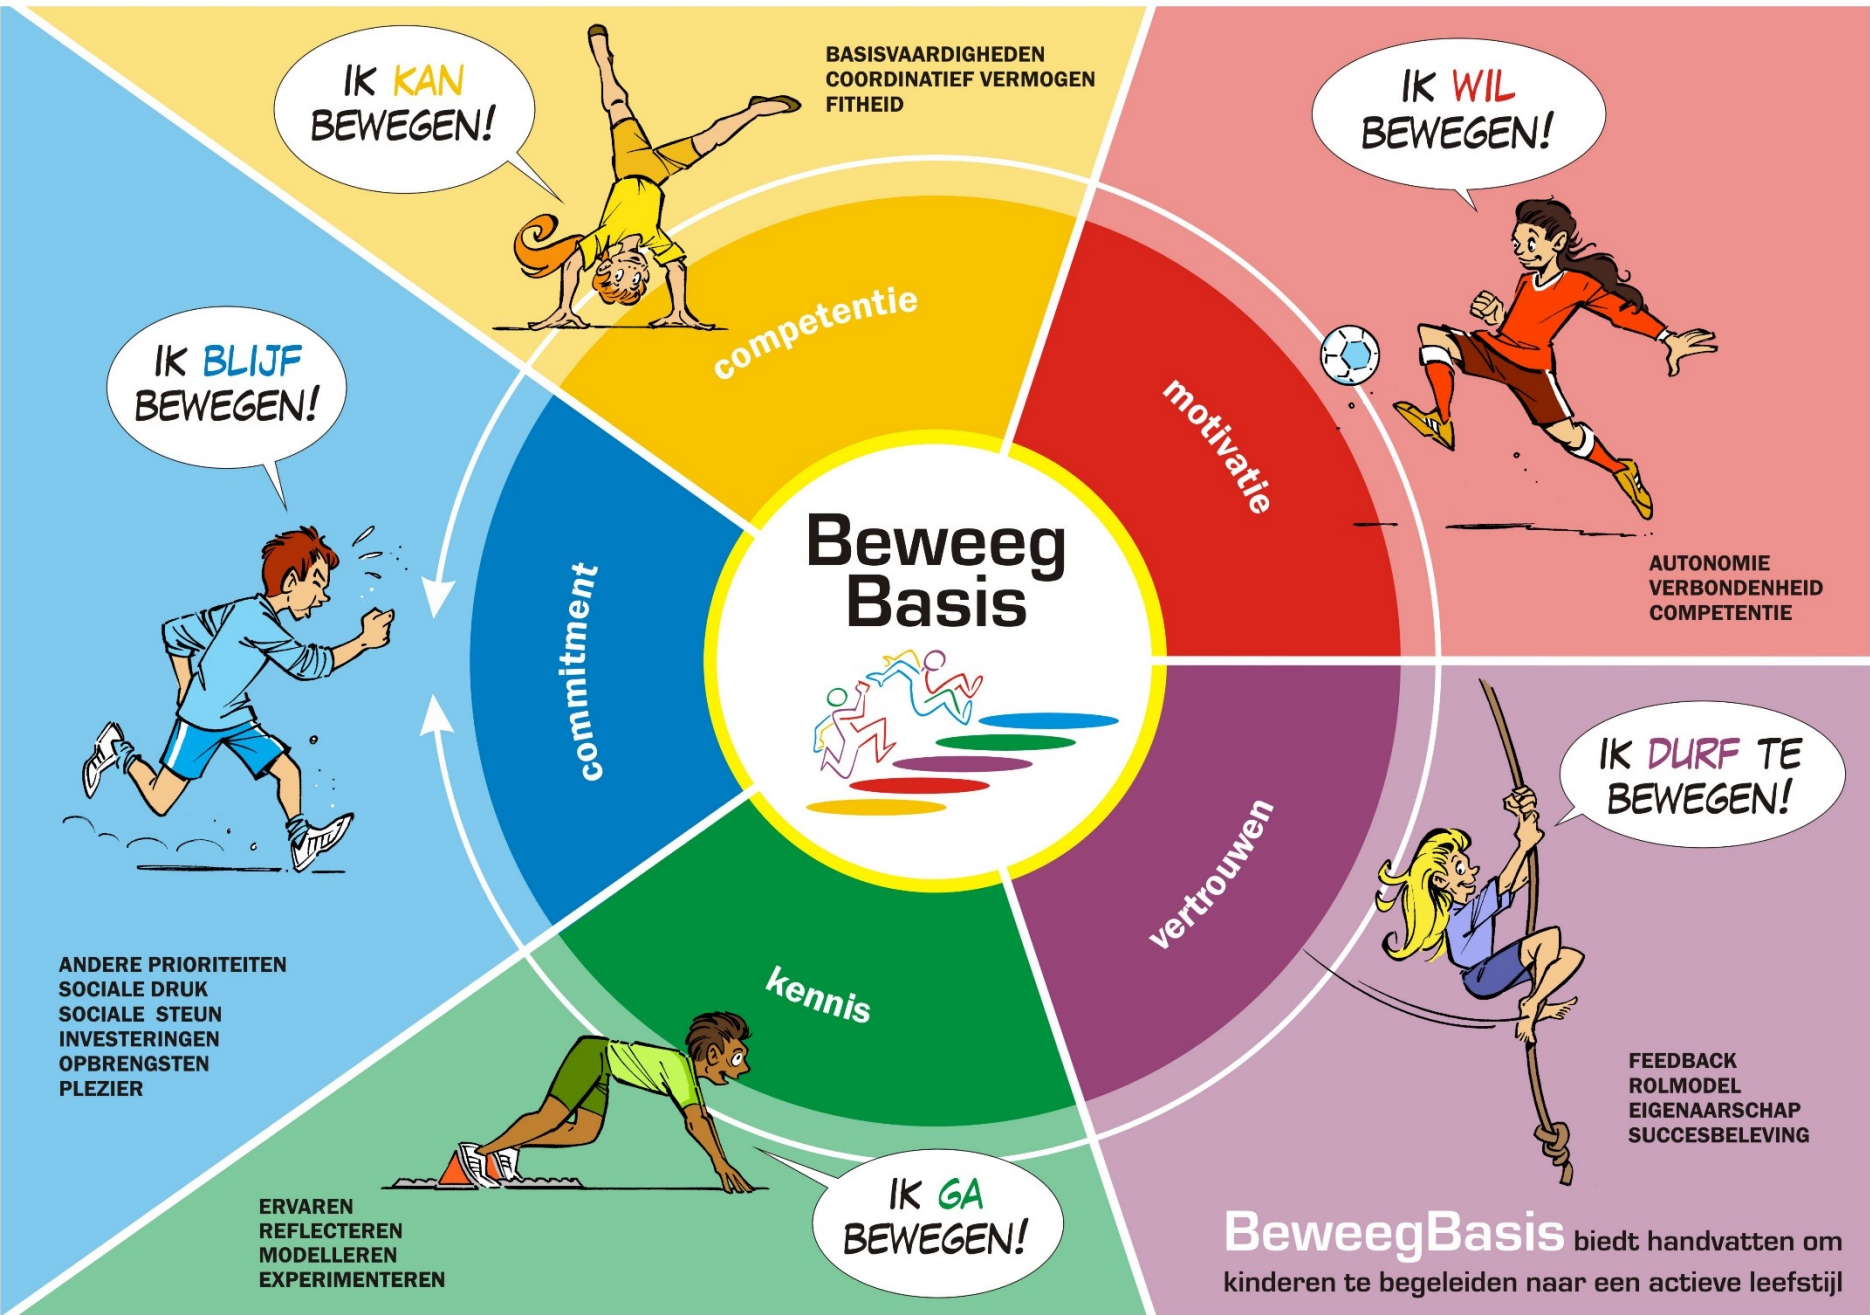 IK KAN
BEWEGEN!
BASISVAARDIGHEDEN
COORDINATIEF VERMOGEN
FITHEID
competentie
IK WIL
BEWEGEN!
motivatie
AUTONOMIE
VERBONDENHEID
COMPETENTIE
IK DURF TE
BEWEGEN!
vertrouwen
FEEDBACK
ROLMODEL
EIGENAARSCHAP
SUCCESBELEVING
kennis
IK GA
BEWEGEN!
ERVAREN
REFLECTEREN
MODELLEREN
EXPERIMENTEREN
IK BLIJF
BEWEGEN!
commitment
ANDERE PRIORITEITEN
SOCIALE DRUK
SOCIALE STEUN
INVESTERINGEN
OPBRENGSTEN
PLEZIER
Beweeg
Basis
BeweegBasis biedt handvatten om
kinderen te begeleiden naar een actieve leefstijl